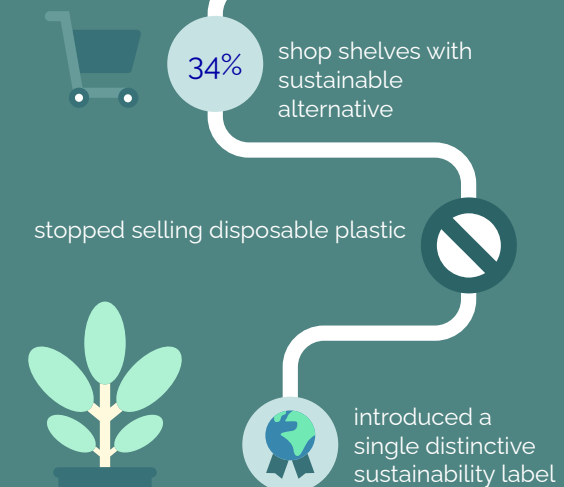 34%
shop shelves with
sustainable
alternative
stopped selling disposable plastic
introduced a
single distinctive
sustainability label